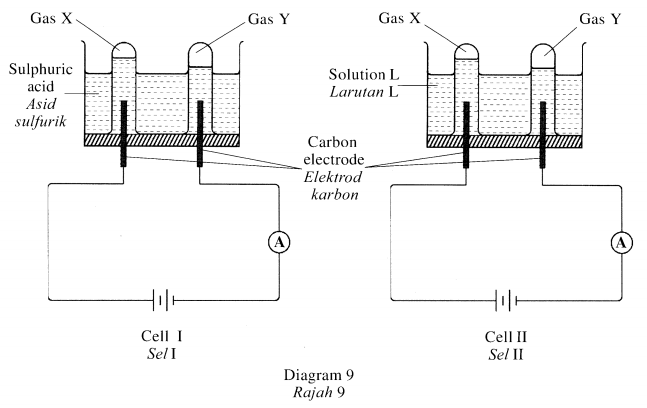 Gas X
Gas Y
Sulphuric
acid
Asid
sulfurik
Carbon
electrode
Elektrod
karbon
A
Cell I
Sel I
Gas X
Gas Y
Solution L
Larutan L
A
Cell II
Sel II
Diagram 9
Rajah 9